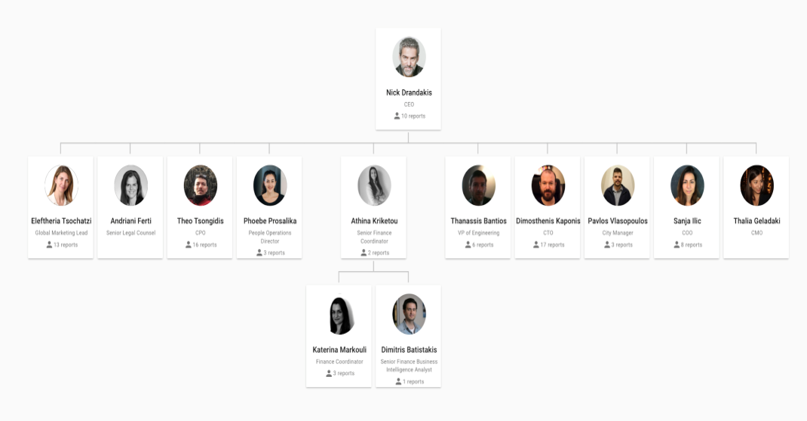 Nick Drandakis
CEO
10 reports
Eleftheria Tsochatzi
Global Marketing Lead
13 reports
Andriani Ferti
Senior Legal Counsel
Theo Tsongidis
CPO
16 reports
Phoebe Prosalika
People Operations
Director
3 reports
Athina Kriketou
Senior Finance
Coordinator
2 reports
Thanassis Bantios
VP of Engineering
6 reports
Dimosthenis Kaponis
CTO
17 reports
Pavlos Vlasopoulos
City Manager
3 reports
Sanja Ilic
COO
8 reports
Thalia Geladaki
CMO
Katerina Markouli
Finance Coordinator
3 reports
Dimitris Batistakis
Senior Finance Business
Intelligence Analyst
1 reports